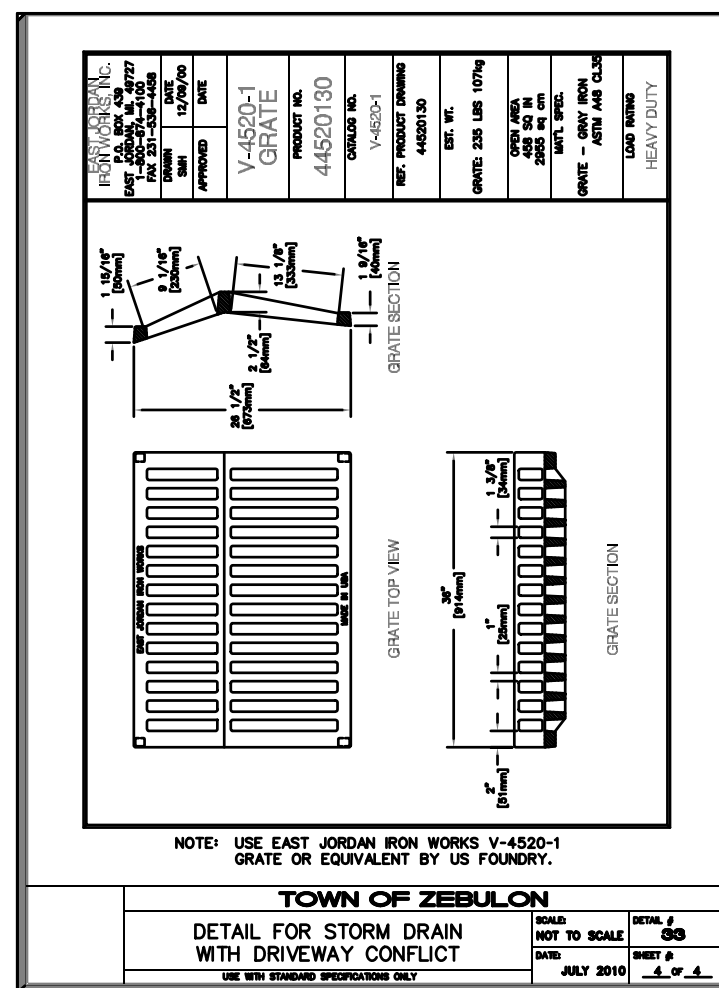 EAST JORDAN
IRON WORKS, INC.
P.O. BOX 439
EAST JORDAN, MI. 49727
1-800-874-4100
FAX 231-536-4458
DRAWN
SMH
DATE
12/09/00
APPROVED
DATE
V-4520-1
GRATE
PRODUCT NO.
44520130
CATALOG NO.
V-4520-1
REF. PRODUCT DRAWING
44520130
EST. WT.
GRATE: 235 LBS 107kg
OPEN AREA
458 SQ IN
2955 sq cm
MAT'L SPEC.
GRATE - GRAY IRON
ASTM A48 CL35
LOAD RATING
HEAVY DUTY
1 15/16"
[50mm]
9 1/16"
[230mm]
13 1/8"
[333mm]
1 9/16"
[40mm]
2 1/2"
[64mm]
26 1/2"
[673mm]
GRATE SECTION
EAST JORDAN IRON WORKS
MADE IN USA
GRATE TOP VIEW
36"
[914mm]
1 3/8"
[34mm]
1"
[25mm]
2"
[51mm]
GRATE SECTION
NOTE: USE EAST JORDAN IRON WORKS V-4520-1
GRATE OR EQUIVALENT BY US FOUNDRY.
TOWN OF ZEBULON
DETAIL FOR STORM DRAIN
WITH DRIVEWAY CONFLICT
USE WITH STANDARD SPECIFICATIONS ONLY
SCALE:
NOT TO SCALE
DETAIL #
33
DATE:
JULY 2010
SHEET #:
4 OF 4